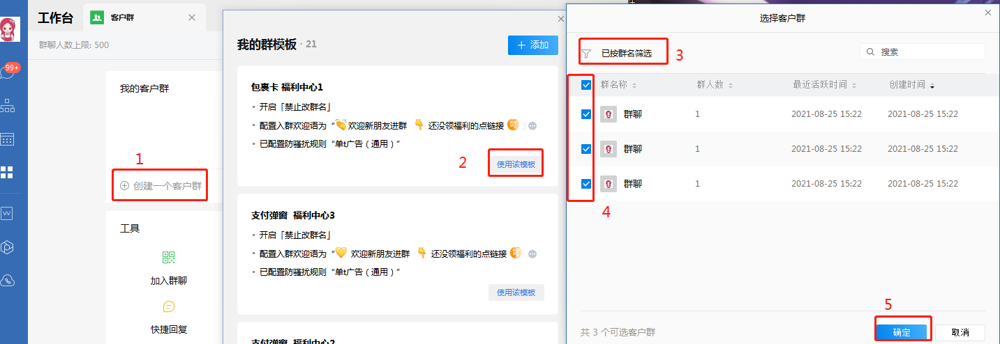 工作台
客户群
群聊人数上限: 500
99+
我的客户群
1
创建一个客户群
工具
加入群聊
快捷回复
我的群模板 · 21
添加
包裹卡 福利中心1
• 开启「禁止改群名」
• 配置入群欢迎语为“👏欢迎新朋友进群 👇 还没领福利的点链接
• 已配置防骚扰规则“单t广告（通用）”
2
使用该模板
支付弹窗 福利中心3
• 开启「禁止改群名」
• 配置入群欢迎语为“💛 欢迎新朋友进群 👇 还没领福利的点链接
• 已配置防骚扰规则“单t广告（通用）”
使用该模板
支付弹窗 福利中心2
选择客户群
已按群名筛选
3
搜索
群名称 群人数 最近活跃时间 创建时间
群聊 1 2021-08-25 15:22 2021-08-25 15:22
群聊 1 2021-08-25 15:22 2021-08-25 15:22
群聊 1 2021-08-25 15:22 2021-08-25 15:22
4
5
共 3 个可选客户群
确定
取消